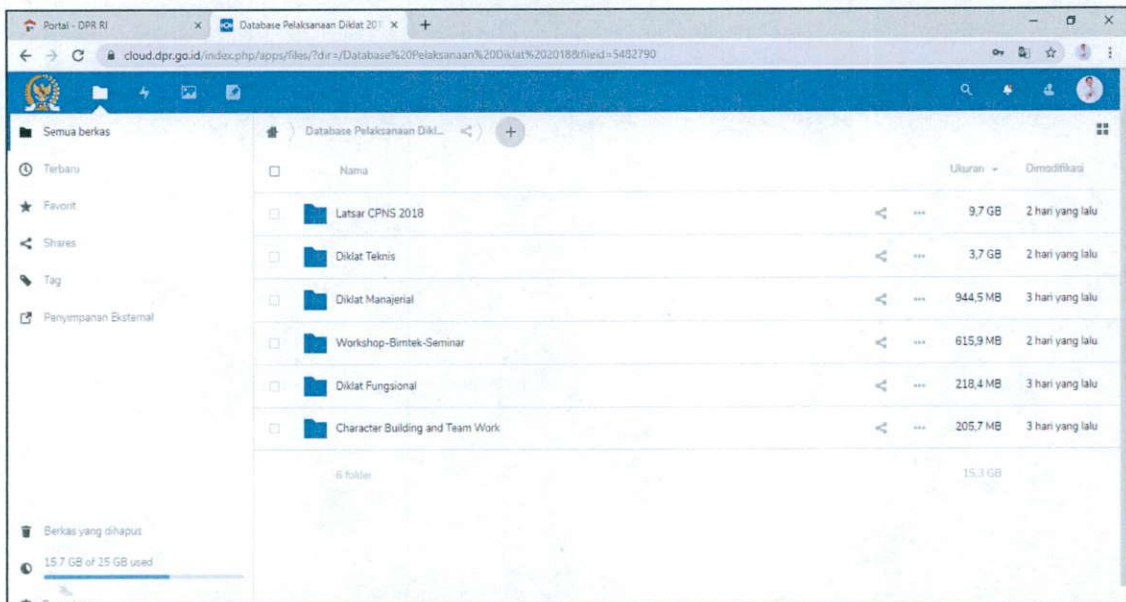 Portal - DPR RI
Database Pelaksanaan Diklat 201
cloud.dpr.go.id/index.php/apps/files/?dir=/Database%20Pelaksanaan%20Diklat%202018&fileid=5482790
Semua berkas
Database Pelaksanaan Dikl...
Terbaru
Nama
Ukuran
Dimodifikasi
Favorit
Latsar CPNS 2018
9,7 GB
2 hari yang lalu
Shares
Diklat Teknis
3,7 GB
2 hari yang lalu
Tag
Diklat Manajerial
944,5 MB
3 hari yang lalu
Penyimpanan Eksternal
Workshop-Bimtek-Seminar
615,9 MB
2 hari yang lalu
Diklat Fungsional
218,4 MB
3 hari yang lalu
Character Building and Team Work
205,7 MB
3 hari yang lalu
6 folder
15.3 GB
Berkas yang dihapus
15.7 GB of 25 GB used